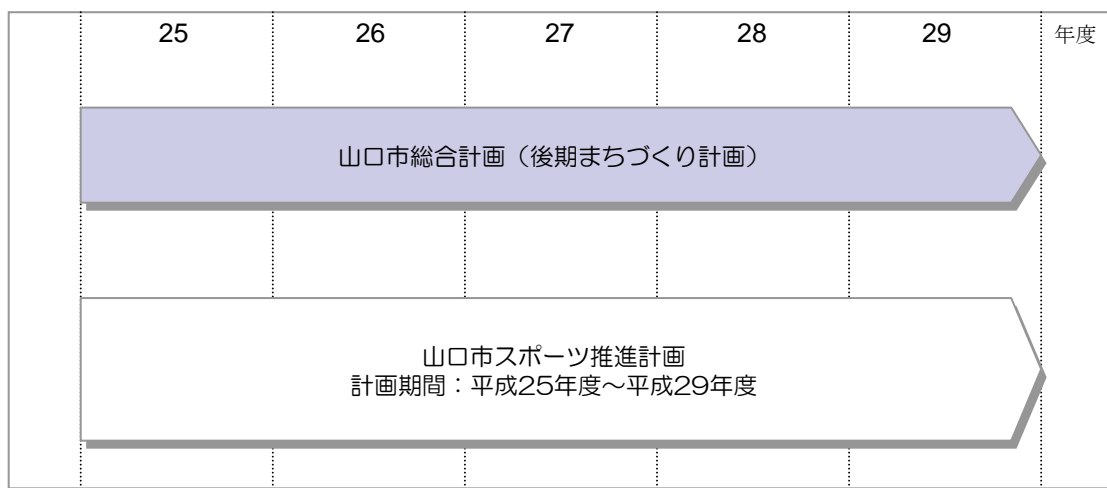 25 26 27 28 29 年度
山口市総合計画（後期まちづくり計画）
山口市スポーツ推進計画
計画期間：平成25年度～平成29年度